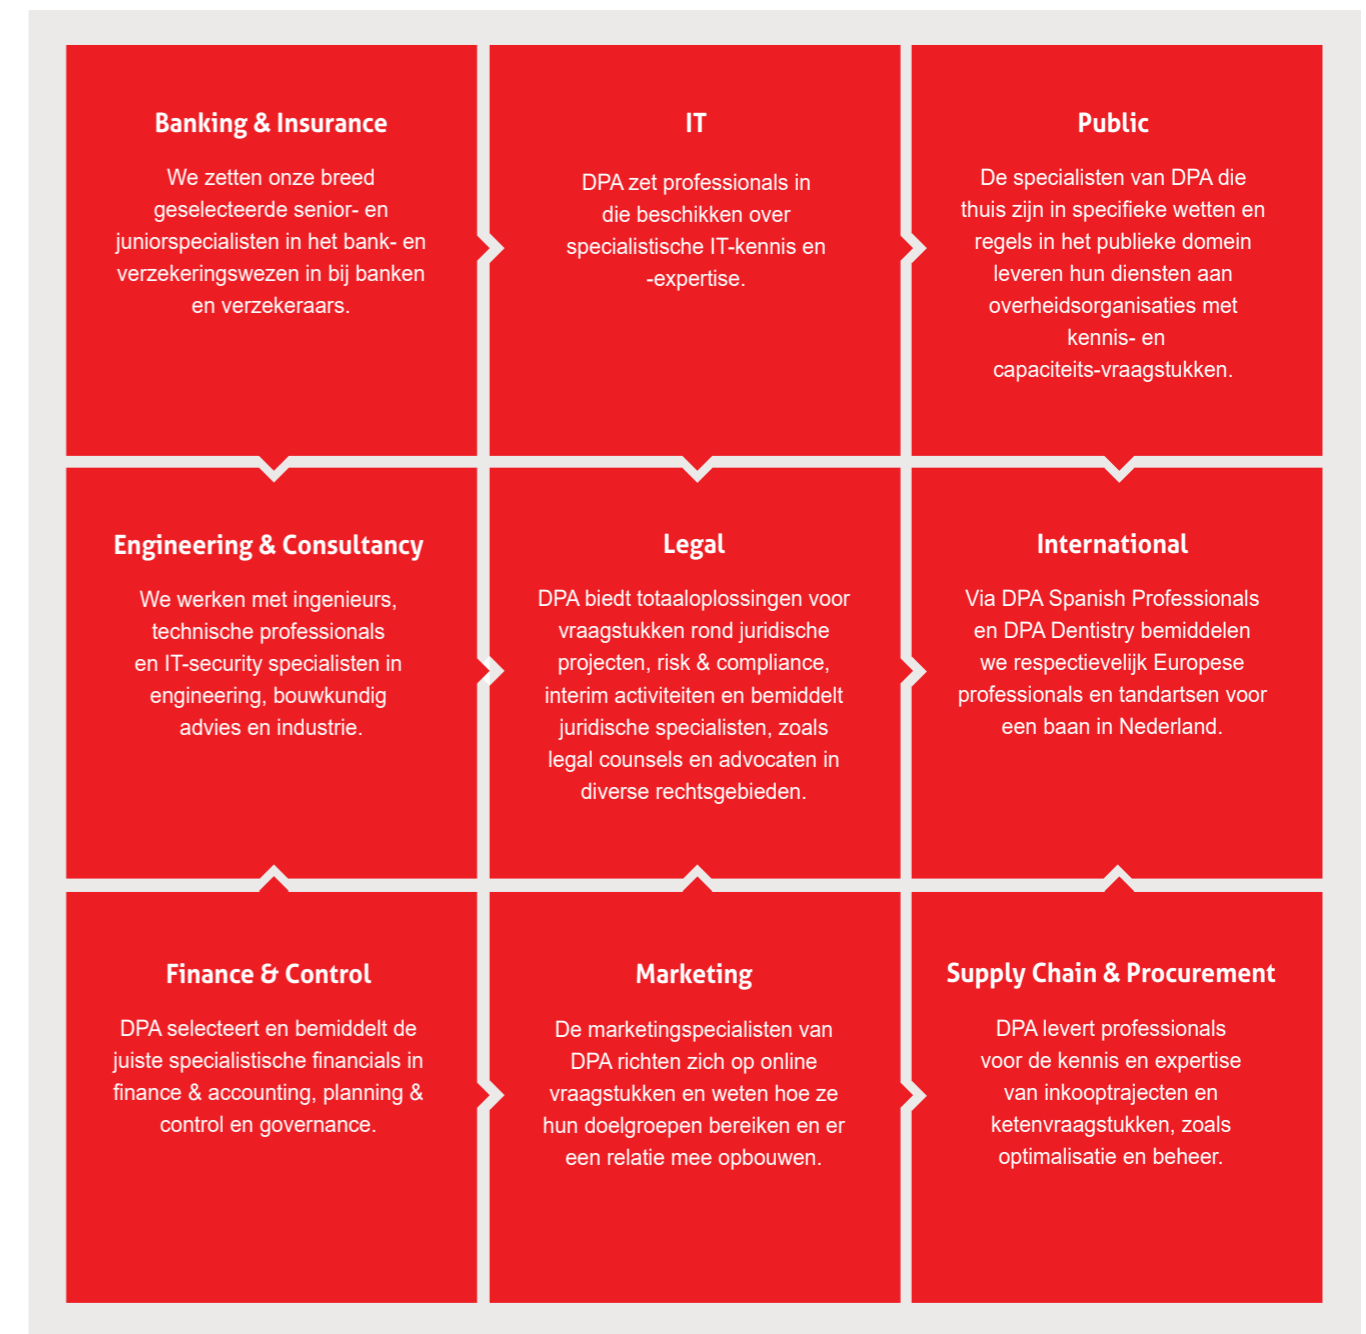 Banking & Insurance
We zetten onze breed
geselecteerde senior- en
juniorspecialisten in het bank- en
verzekeringswezen in bij banken
en verzekeraars.
IT
DPA zet professionals in
die beschikken over
specialistische IT-kennis en
-expertise.
Public
De specialisten van DPA die
thuis zijn in specifieke wetten en
regels in het publieke domein
leveren hun diensten aan
overheidsorganisaties met
kennis- en
capaciteits-vraagstukken.
Engineering & Consultancy
We werken met ingenieurs,
technische professionals
en IT-security specialisten in
engineering, bouwkundig
advies en industrie.
Legal
DPA biedt totaaloplossingen voor
vraagstukken rond juridische
projecten, risk & compliance,
interim activiteiten en bemiddelt
juridische specialisten, zoals
legal counsels en advocaten in
diverse rechtsgebieden.
International
Via DPA Spanish Professionals
en DPA Dentistry bemiddelen
we respectievelijk Europese
professionals en tandartsen voor
een baan in Nederland.
Finance & Control
DPA selecteert en bemiddelt de
juiste specialistische financials in
finance & accounting, planning &
control en governance.
Marketing
De marketingspecialisten van
DPA richten zich op online
vraagstukken en weten hoe ze
hun doelgroepen bereiken en er
een relatie mee opbouwen.
Supply Chain & Procurement
DPA levert professionals
voor de kennis en expertise
van inkooptrajecten en
ketenvraagstukken, zoals
optimalisatie en beheer.